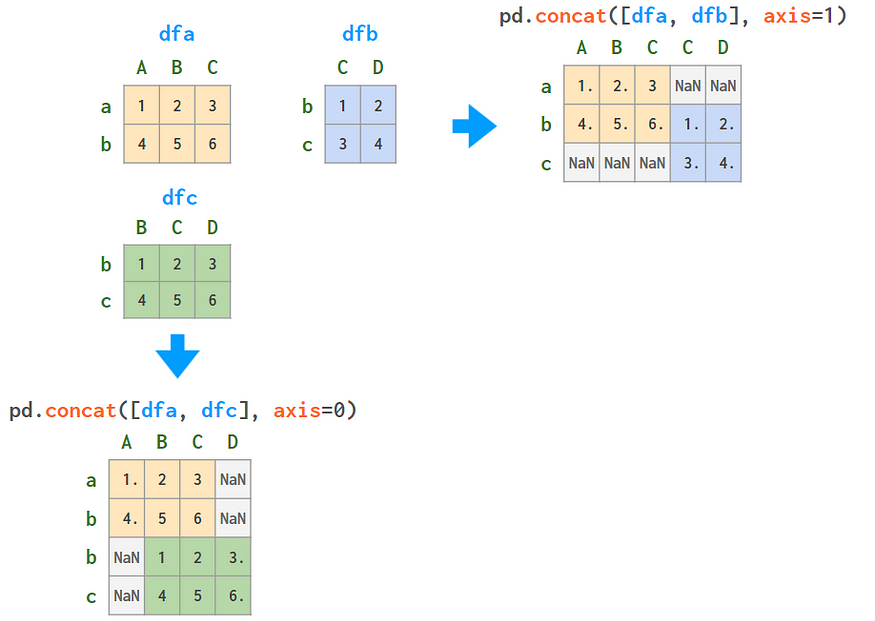 pd.concat([dfa, dfb], axis=1)
dfa
dfb
A B C
C D
A B C C D
a 1 2 3
b 1 2
a 1. 2. 3 NaN NaN
b 4 5 6
c 3 4
b 4. 5. 6. 1. 2.
c NaN NaN NaN 3. 4.
dfc
B C D
b 1 2 3
c 4 5 6
pd.concat([dfa, dfc], axis=0)
A B C D
a 1. 2 3 NaN
b 4. 5 6 NaN
b NaN 1 2 3.
c NaN 4 5 6.